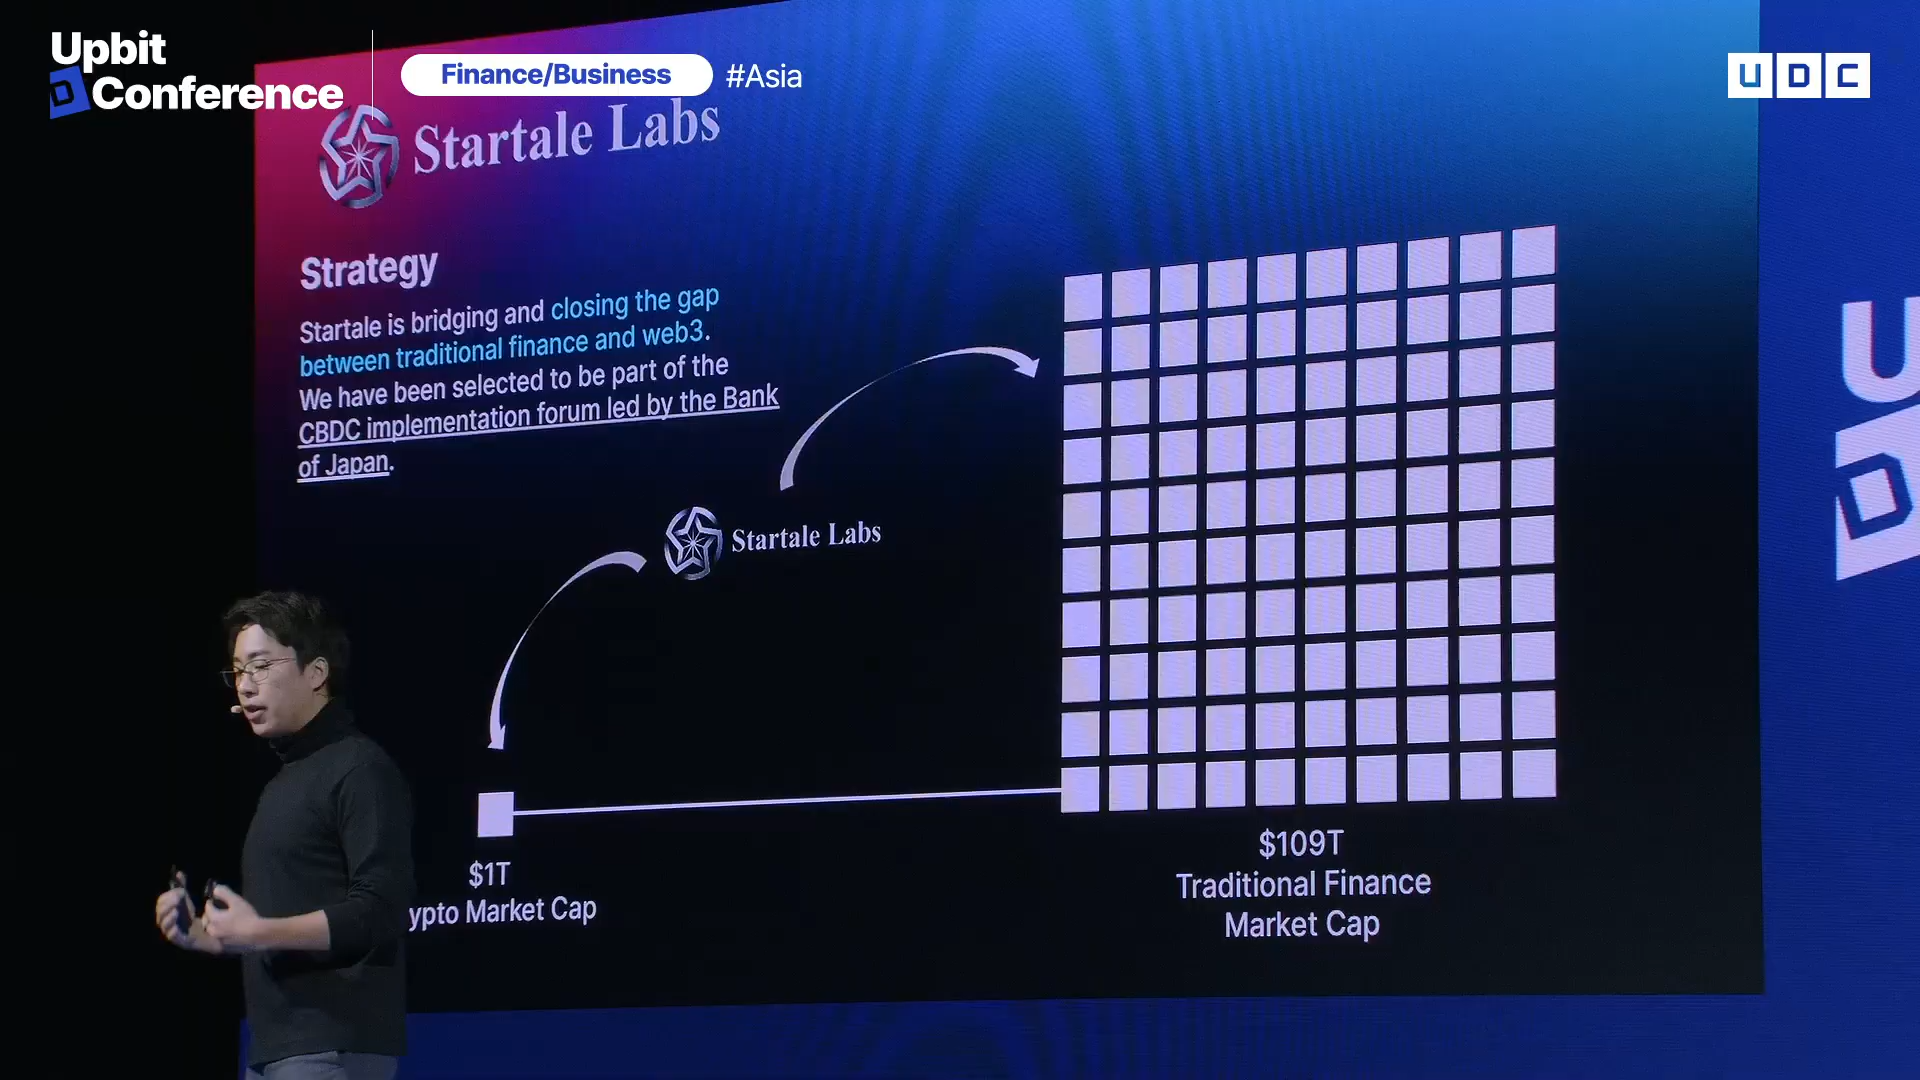 Upbit
D Conference
Finance/Business #Asia
UDC
Startale Labs
Strategy
Startale is bridging and closing the gap
between traditional finance and web3.
We have been selected to be part of the
CBDC implementation forum led by the Bank
of Japan.
Startale Labs
$1T
ypto Market Cap
$109T
Traditional Finance
Market Cap
U
D